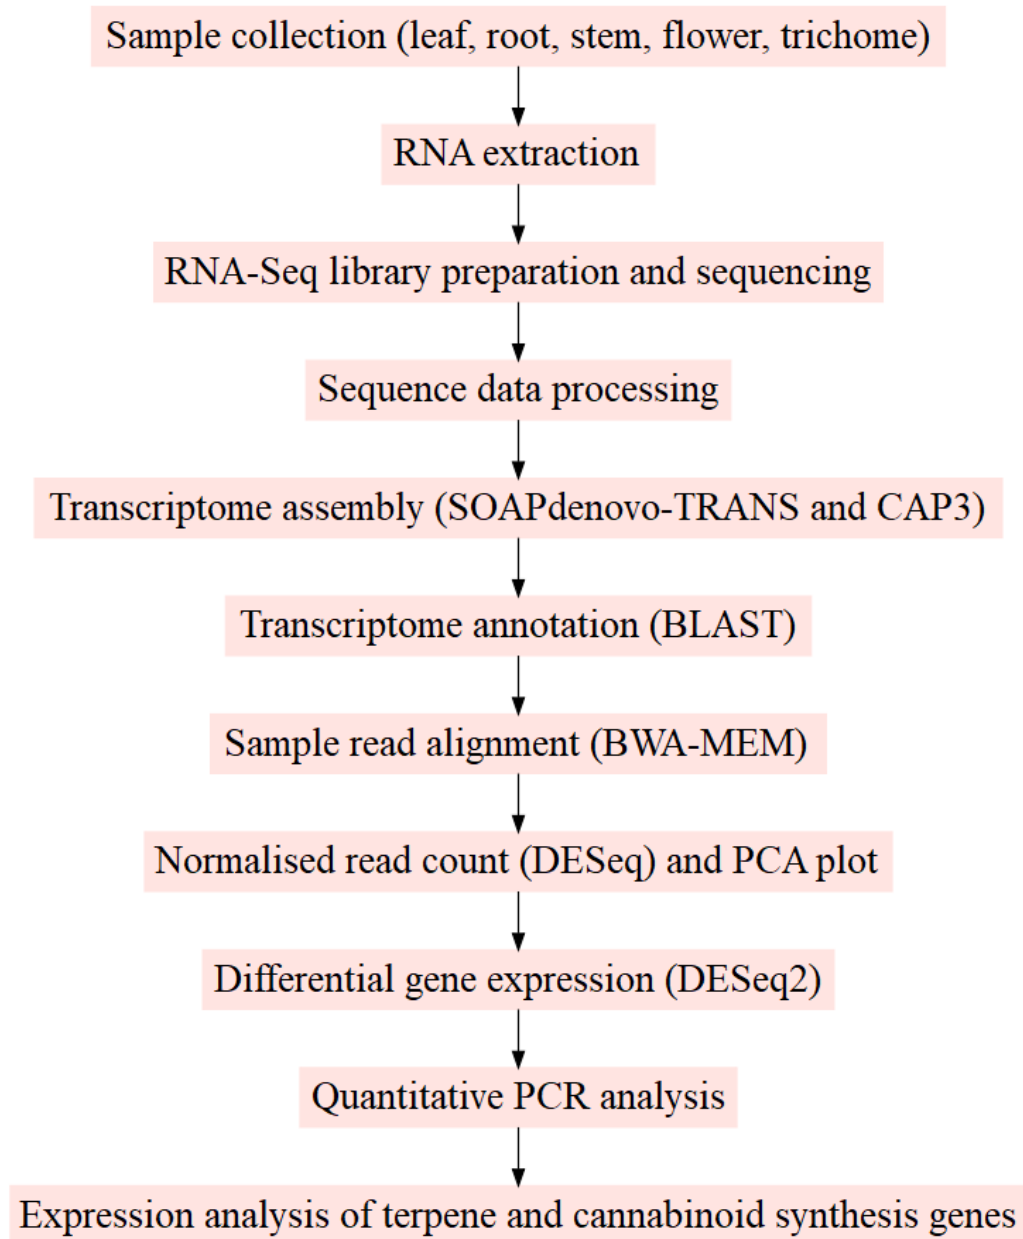 Sample collection (leaf, root, stem, flower, trichome)
RNA extraction
RNA-Seq library preparation and sequencing
Sequence data processing
Transcriptome assembly (SOAPdenovo-TRANS and CAP3)
Transcriptome annotation (BLAST)
Sample read alignment (BWA-MEM)
Normalised read count (DESeq) and PCA plot
Differential gene expression (DESeq2)
Quantitative PCR analysis
Expression analysis of terpene and cannabinoid synthesis genes